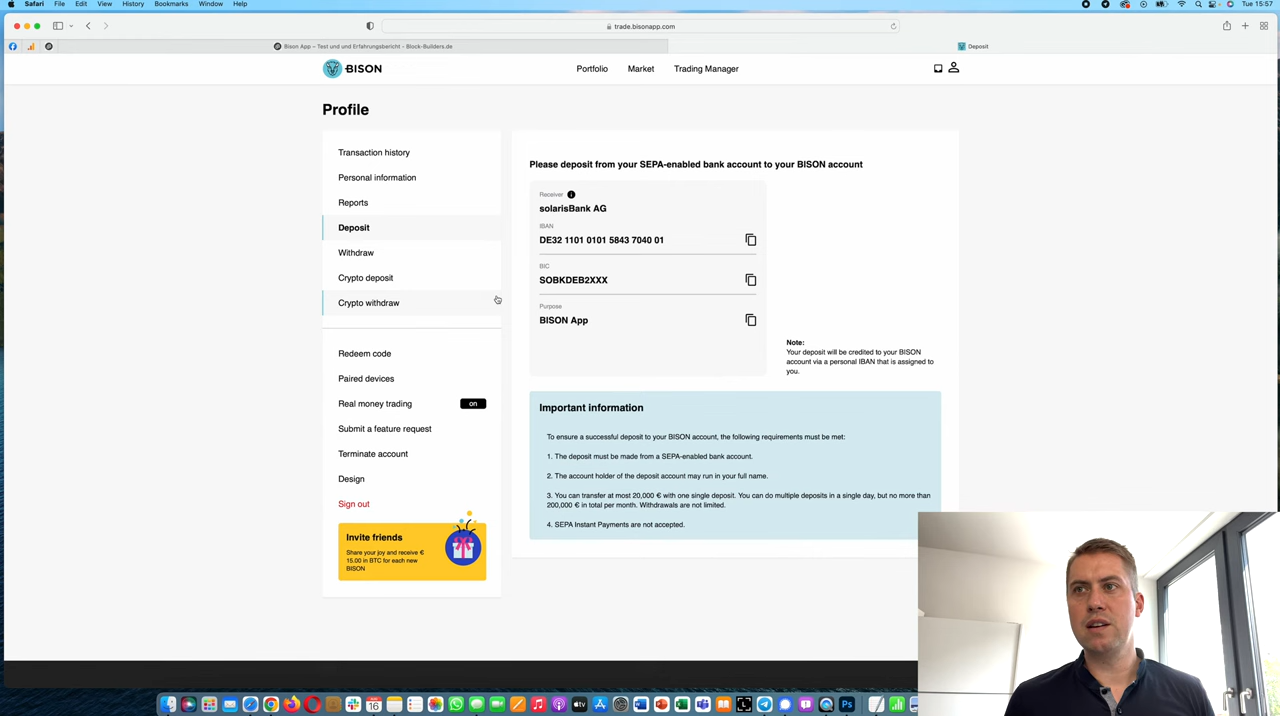 Safari File Edit View History Bookmarks Window Help
Tue 15:57
trade.bisonapp.com
Bison App – Test und und Erfahrungsbericht - Block-Builders.de
Deposit
BISON
Portfolio Market Trading Manager
Profile
Transaction history
Personal information
Reports
Deposit
Withdraw
Crypto deposit
Crypto withdraw
Redeem code
Paired devices
Real money trading on
Submit a feature request
Terminate account
Design
Sign out
Invite friends
Share your joy and receive €
15.00 in BTC for each new
BISON
Please deposit from your SEPA-enabled bank account to your BISON account
Receiver
solarisBank AG
IBAN
DE32 1101 0101 5843 7040 01
BIC
SOBKDEB2XXX
Purpose
BISON App
Note:
Your deposit will be credited to your BISON
account via a personal IBAN that is assigned to
you.
Important information
To ensure a successful deposit to your BISON account, the following requirements must be met:
1. The deposit must be made from a SEPA-enabled bank account.
2. The account holder of the deposit account may run in your full name.
3. You can transfer at most 20,000 € with one single deposit. You can do multiple deposits in a single day, but no more than
200,000 € in total per month. Withdrawals are not limited.
4. SEPA Instant Payments are not accepted.
16
tv
L
Ps